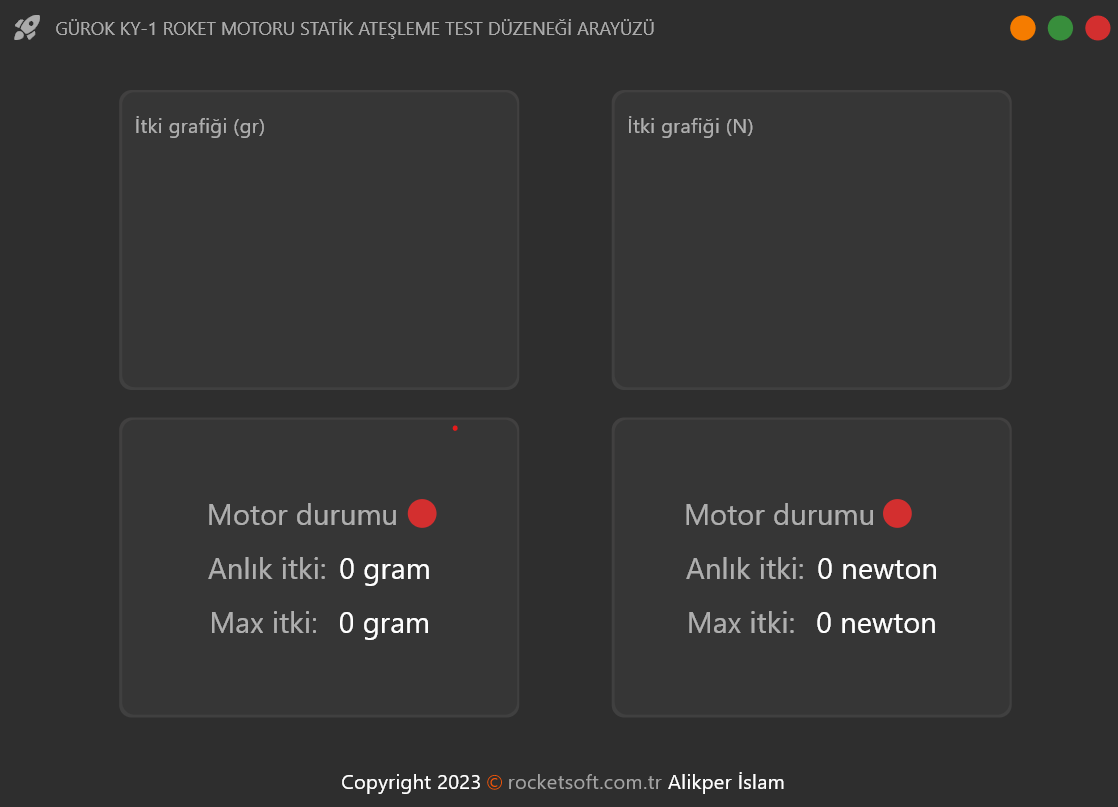 GÜROK KY-1 ROKET MOTORU STATİK ATEŞLEME TEST DÜZENEĞİ ARAYÜZÜ
İtki grafiği (gr)
İtki grafiği (N)
Motor durumu
Anlık itki: 0 gram
Max itki: 0 gram
Motor durumu
Anlık itki: 0 newton
Max itki: 0 newton
Copyright 2023 © rocketsoft.com.tr Alikper İslam